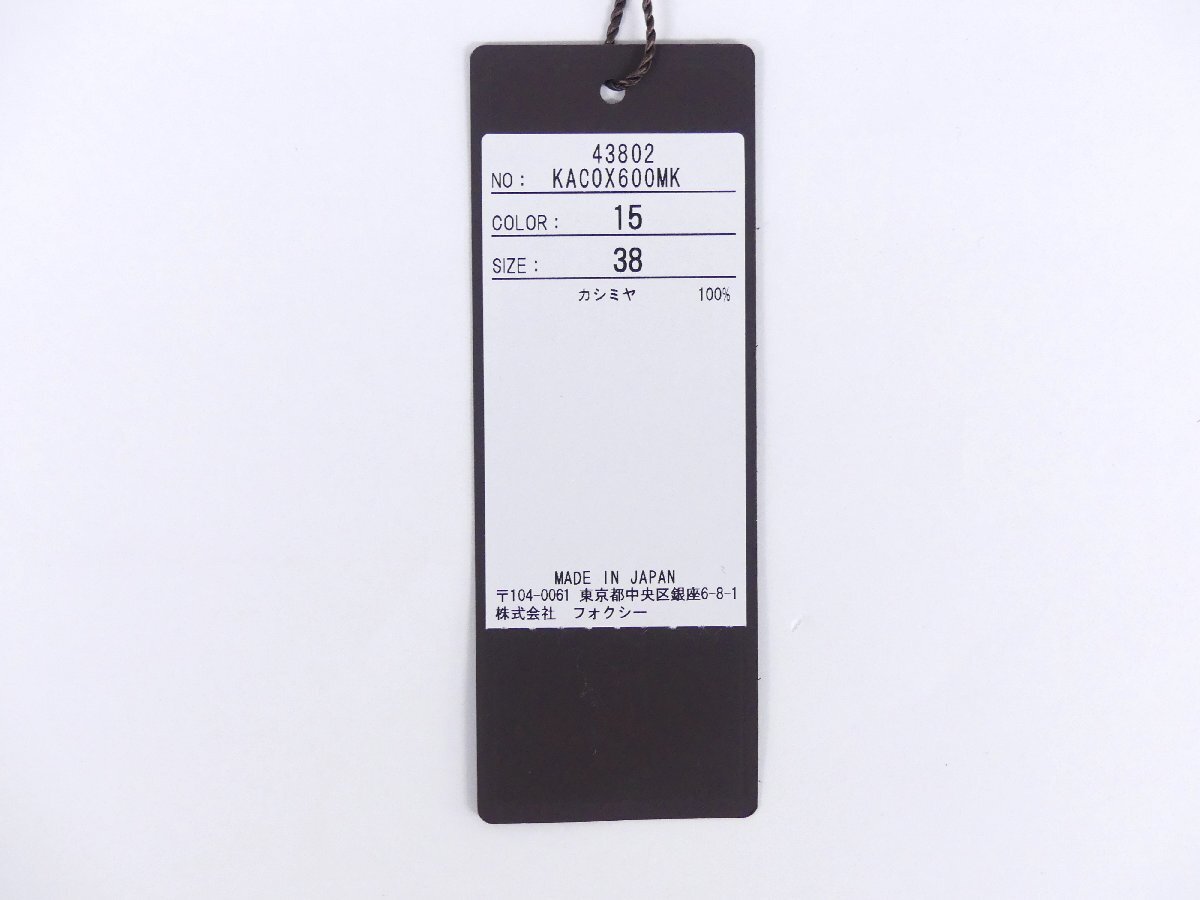 43802
NO: KACOX600MK
COLOR: 15
SIZE: 38
カシミヤ 100%
MADE IN JAPAN
〒104-0061 東京都中央区銀座6-8-1
株式会社 フォクシー